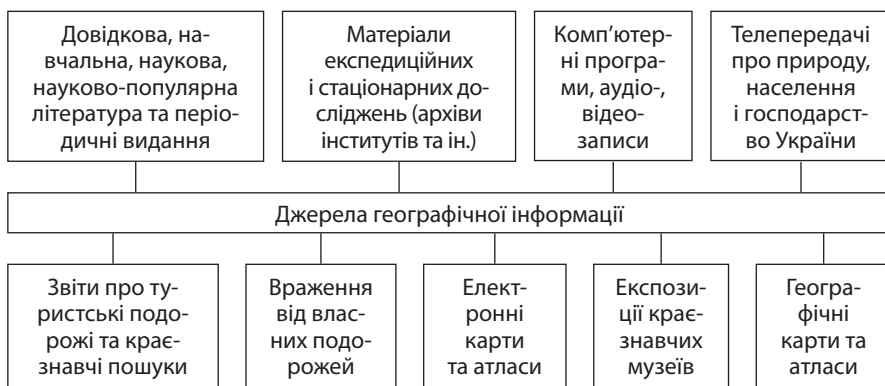 Довідкова, на-
вчальна, наукова,
науково-популярна
література та періо-
дичні видання
Матеріали
експедиційних
і стаціонарних до-
сліджень (архіви
інститутів та ін.)
Комп’ютер-
ні програ-
ми, аудіо-,
відео-
записи
Телепередачі
про природу,
населення
і господарст-
во України
Джерела географічної інформації
Звіти про ту-
ристські подо-
рожі та крає-
знавчі пошуки
Враження
від влас-
них подо-
рожей
Елект-
ронні
карти
та атласи
Експози-
ції крає-
знавчих
музеїв
Геогра-
фічні
карти та
атласи